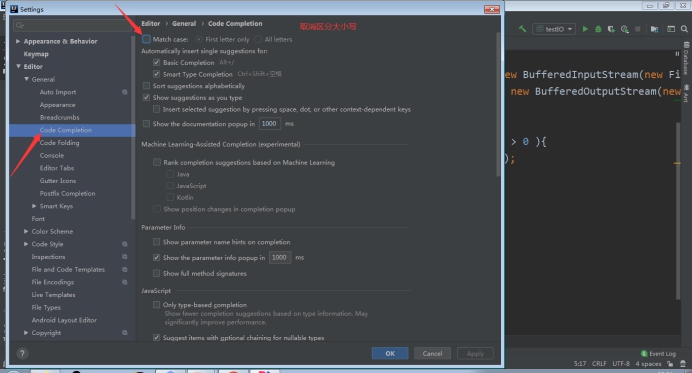 Settings
Editor › General › Code Completion
取消区分大小写
Appearance & Behavior
Keymap
Editor
General
Auto Import
Appearance
Breadcrumbs
Code Completion
Code Folding
Console
Editor Tabs
Gutter Icons
Postfix Completion
Smart Keys
Font
Color Scheme
Code Style
Inspections
File and Code Templates
File Encodings
Live Templates
File Types
Android Layout Editor
Copyright
Match case: First letter only All letters
Automatically insert single suggestions for:
Basic Completion Alt+/
Smart Type Completion Ctrl+Shift+空格
Sort suggestions alphabetically
Show suggestions as you type
Insert selected suggestion by pressing space, dot, or other context-dependent keys
Show the documentation popup in 1000 ms
Machine Learning-Assisted Completion (experimental)
Rank completion suggestions based on Machine Learning
Java
JavaScript
Kotlin
Show position changes in completion popup
Parameter Info
Show parameter name hints on completion
Show the parameter info popup in 1000 ms
Show full method signatures
JavaScript
Only type-based completion
Show fewer completion suggestions based on type information. May
significantly improve performance.
Suggest items with optional chaining for nullable types
?
OK Cancel Apply
testIO
ew BufferedInputStream(new Fi
new BufferedOutputStream(new
> 0 ){
);
Database
Ant
Event Log
5:17 CRLF UTF-8 4 spaces